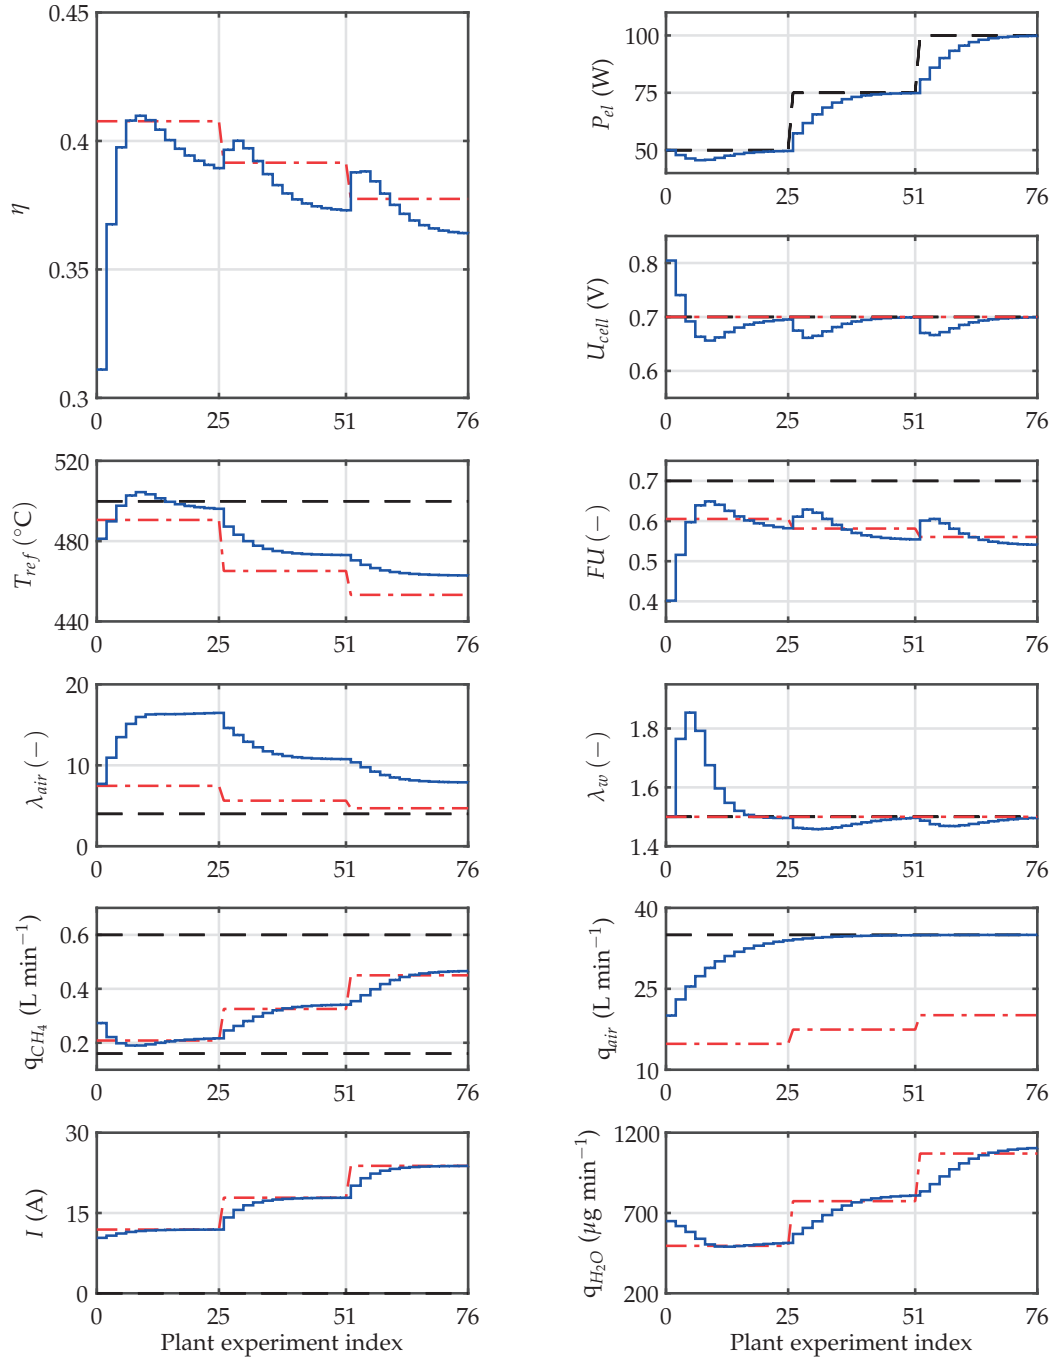 0.45
0.4
0.35
0.3
η
0 25 51 76
100
75
50
P_el (W)
0 25 51 76
0.8
0.7
0.6
U_cell (V)
0 25 51 76
520
480
440
T_ref (°C)
0 25 51 76
0.7
0.6
0.5
0.4
FU (−)
0 25 51 76
20
10
0
λ_air (−)
0 25 51 76
1.8
1.6
1.4
λ_w (−)
0 25 51 76
0.6
0.4
0.2
q_CH₄ (L min⁻¹)
0 25 51 76
40
25
10
q_air (L min⁻¹)
0 25 51 76
30
15
0
I (A)
0 25 51 76
Plant experiment index
1200
700
200
q_H₂O (µg min⁻¹)
0 25 51 76
Plant experiment index